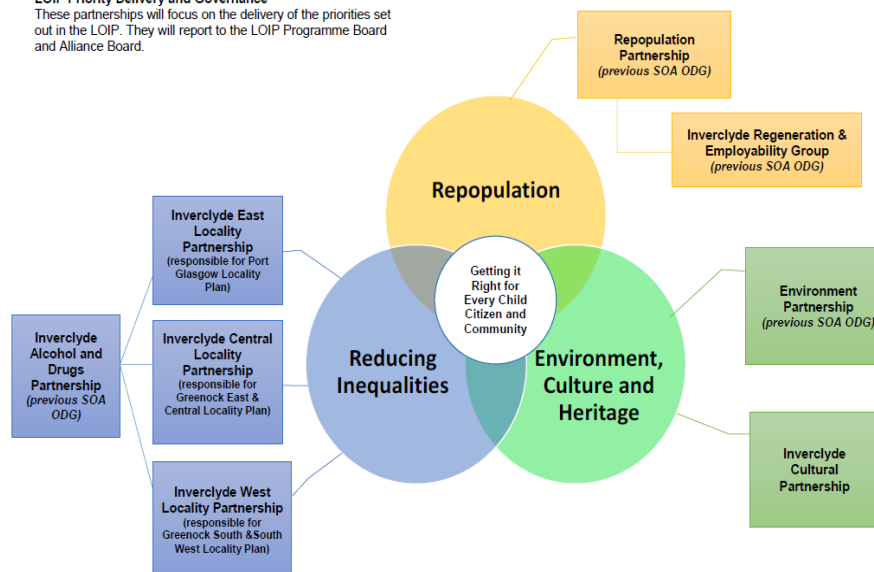 LOIP Priority Delivery and Governance
These partnerships will focus on the delivery of the priorities set
out in the LOIP. They will report to the LOIP Programme Board
and Alliance Board.
Repopulation
Partnership
(previous SOA ODG)
Inverclyde Regeneration &
Employability Group
(previous SOA ODG)
Repopulation
Inverclyde East
Locality
Partnership
(responsible for Port
Glasgow Locality
Plan)
Getting it
Right for
Every Child
Citizen and
Community
Environment
Partnership
(previous SOA ODG)
Inverclyde
Alcohol and
Drugs
Partnership
(previous SOA
ODG)
Inverclyde Central
Locality
Partnership
(responsible for
Greenock East &
Central Locality Plan)
Reducing
Inequalities
Environment,
Culture and
Heritage
Inverclyde
Cultural
Partnership
Inverclyde West
Locality Partnership
(responsible for
Greenock South &South
West Locality Plan)